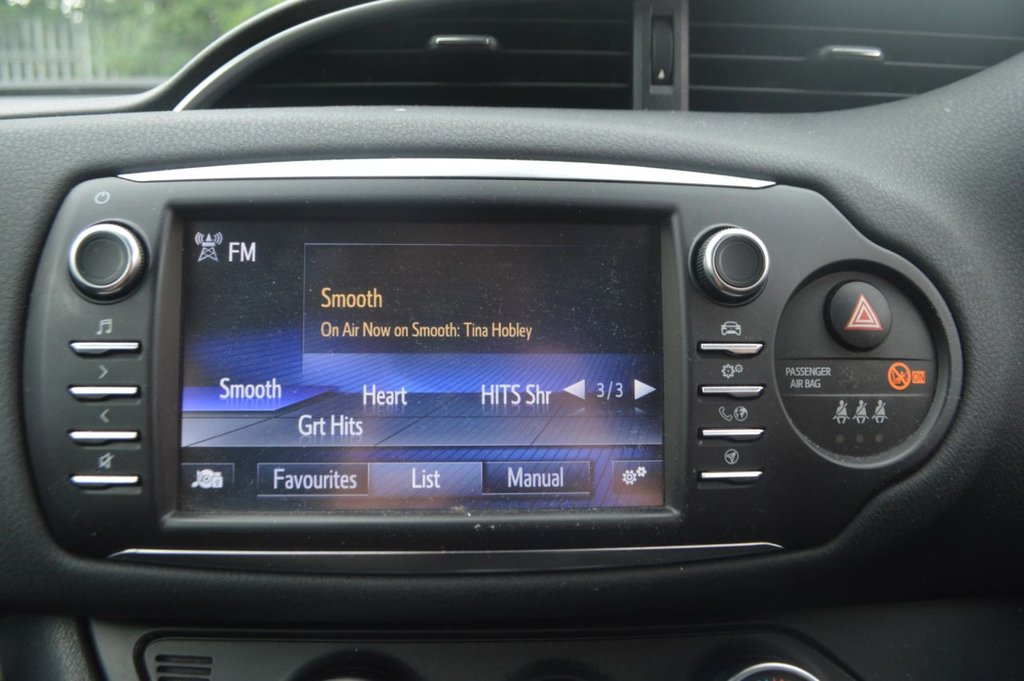 FM
Smooth
On Air Now on Smooth: Tina Hobley
Smooth Heart HITS Shr 3/3
Grt Hits
Favourites List Manual
PASSENGER
AIR BAG
ON